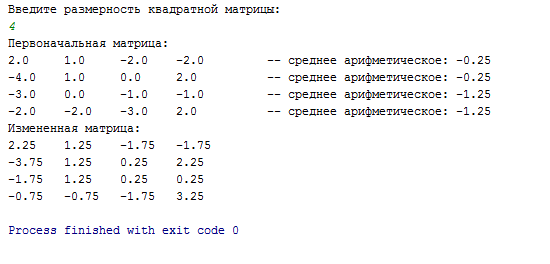 Введите размерность квадратной матрицы:
4
Первоначальная матрица:
2.0 1.0 -2.0 -2.0 -- среднее арифметическое: -0.25
-4.0 1.0 0.0 2.0 -- среднее арифметическое: -0.25
-3.0 0.0 -1.0 -1.0 -- среднее арифметическое: -1.25
-2.0 -2.0 -3.0 2.0 -- среднее арифметическое: -1.25
Измененная матрица:
2.25 1.25 -1.75 -1.75
-3.75 1.25 0.25 2.25
-1.75 1.25 0.25 0.25
-0.75 -0.75 -1.75 3.25
Process finished with exit code 0